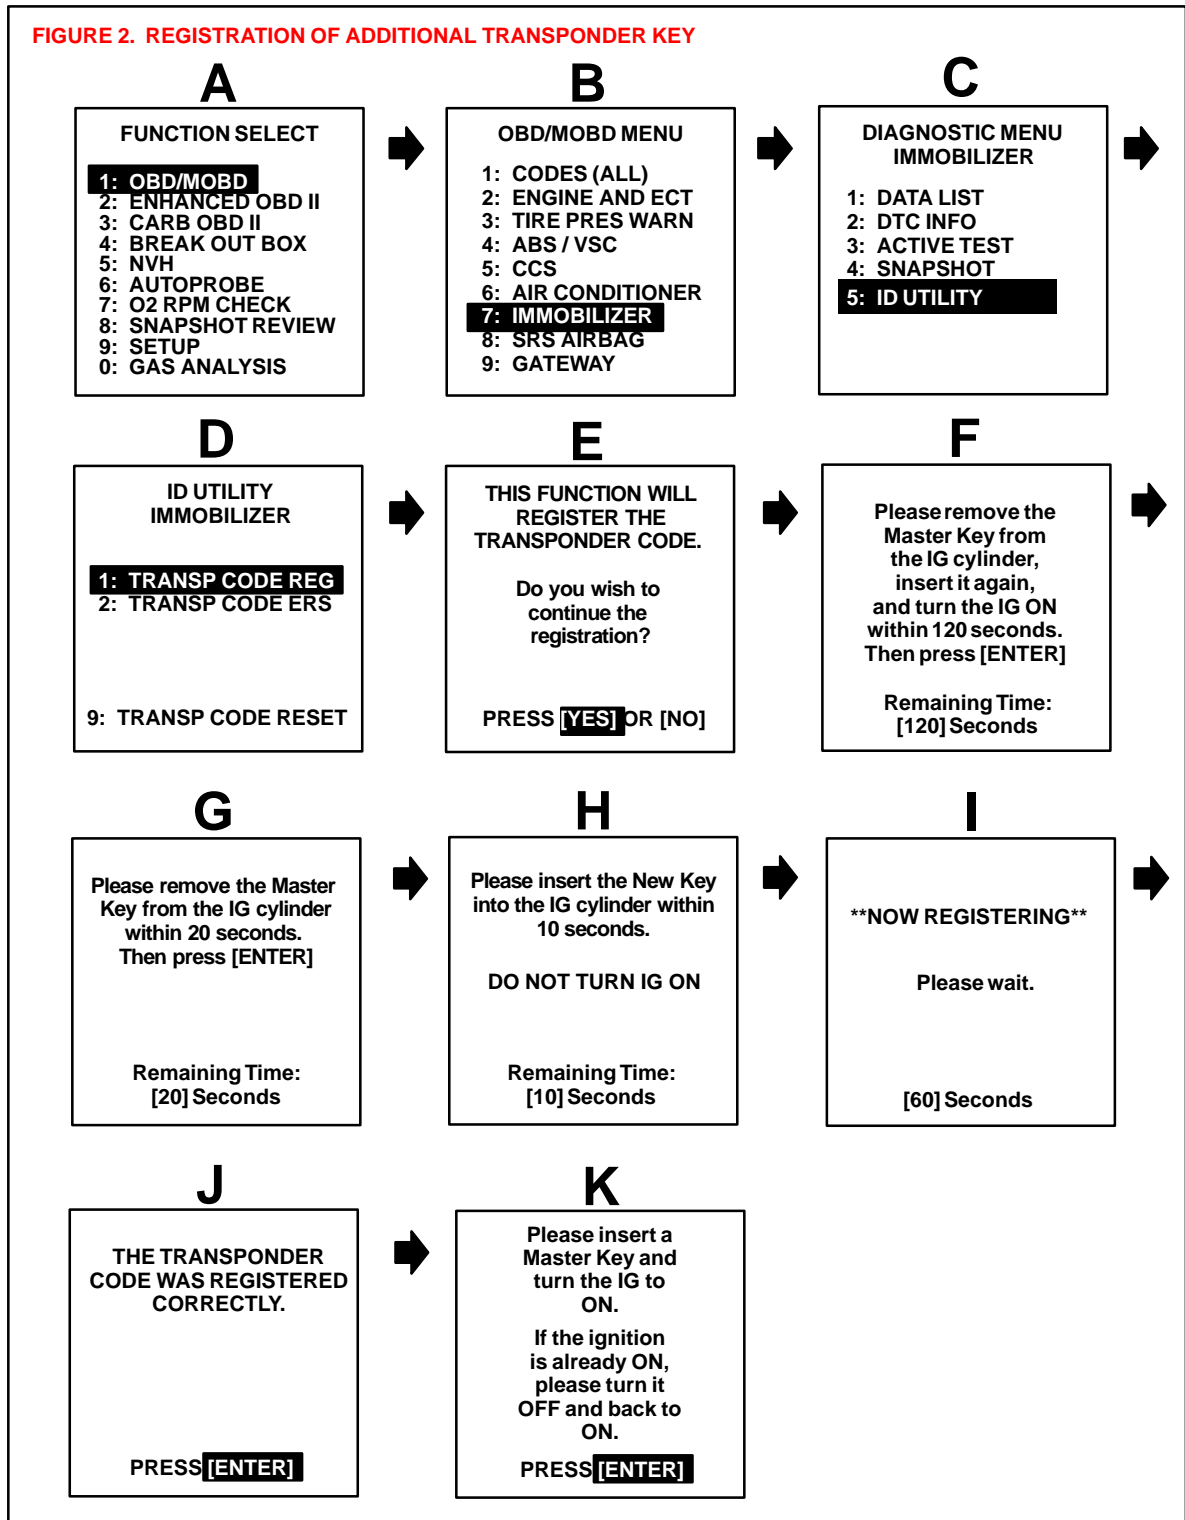 FIGURE 2. REGISTRATION OF ADDITIONAL TRANSPONDER KEY
A
FUNCTION SELECT
1: OBD/MOBD
2: ENHANCED OBD II
3: CARB OBD II
4: BREAK OUT BOX
5: NVH
6: AUTOPROBE
7: O2 RPM CHECK
8: SNAPSHOT REVIEW
9: SETUP
0: GAS ANALYSIS
B
OBD/MOBD MENU
1: CODES (ALL)
2: ENGINE AND ECT
3: TIRE PRES WARN
4: ABS / VSC
5: CCS
6: AIR CONDITIONER
7: IMMOBILIZER
8: SRS AIRBAG
9: GATEWAY
C
DIAGNOSTIC MENU
IMMOBILIZER
1: DATA LIST
2: DTC INFO
3: ACTIVE TEST
4: SNAPSHOT
5: ID UTILITY
D
ID UTILITY
IMMOBILIZER
1: TRANSP CODE REG
2: TRANSP CODE ERS
9: TRANSP CODE RESET
E
THIS FUNCTION WILL
REGISTER THE
TRANSPONDER CODE.
Do you wish to
continue the
registration?
PRESS [YES] OR [NO]
F
Please remove the
Master Key from
the IG cylinder,
insert it again,
and turn the IG ON
within 120 seconds.
Then press [ENTER]
Remaining Time:
[120] Seconds
G
Please remove the Master
Key from the IG cylinder
within 20 seconds.
Then press [ENTER]
Remaining Time:
[20] Seconds
H
Please insert the New Key
into the IG cylinder within
10 seconds.
DO NOT TURN IG ON
Remaining Time:
[10] Seconds
I
**NOW REGISTERING**
Please wait.
[60] Seconds
J
THE TRANSPONDER
CODE WAS REGISTERED
CORRECTLY.
PRESS [ENTER]
K
Please insert a
Master Key and
turn the IG to
ON.
If the ignition
is already ON,
please turn it
OFF and back to
ON.
PRESS [ENTER]